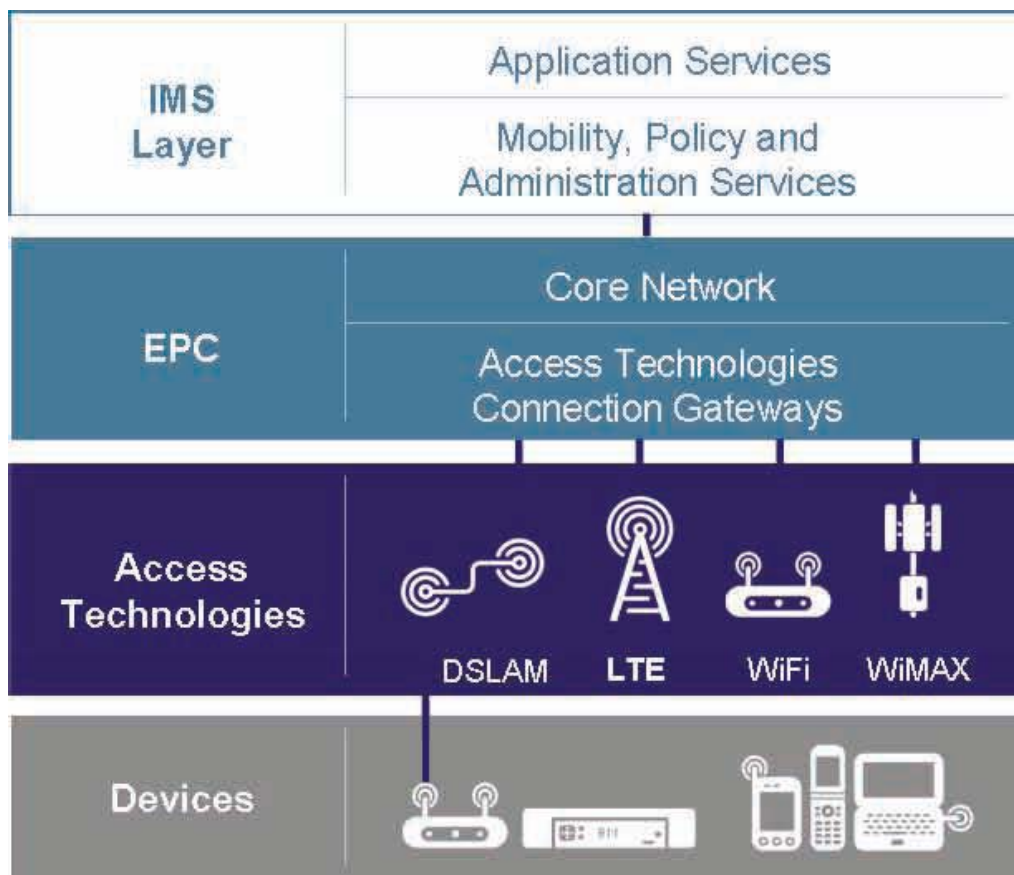 IMS
Layer
Application Services
Mobility, Policy and
Administration Services
EPC
Core Network
Access Technologies
Connection Gateways
Access
Technologies
DSLAM
LTE
WiFi
WiMAX
Devices